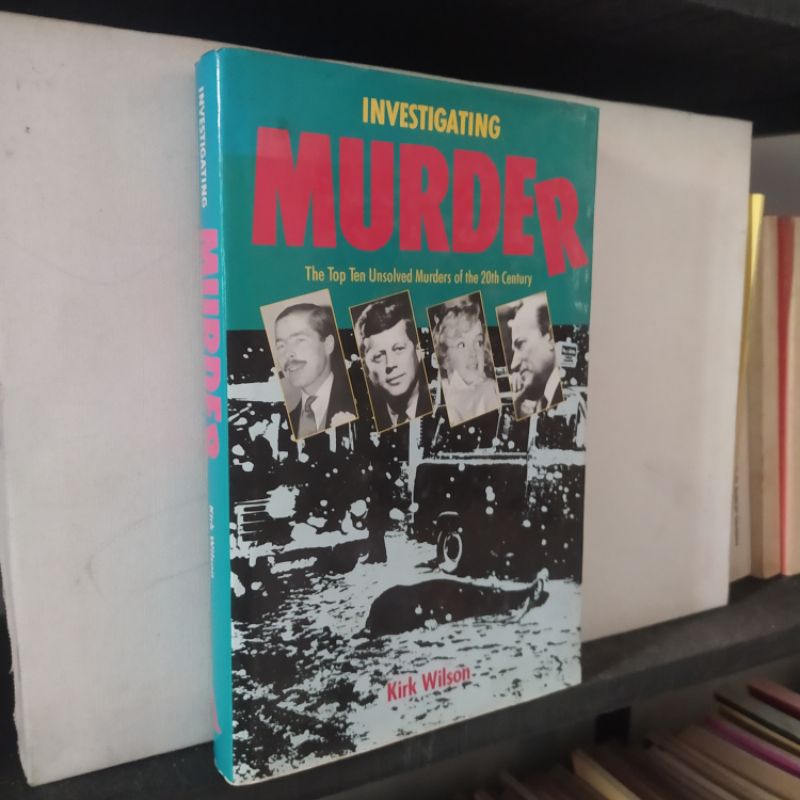 INVESTIGATING
MURDER
The Top Ten Unsolved Murders of the 20th Century
Kirk Wilson
INVESTIGATING
MURDER
Kirk Wilson